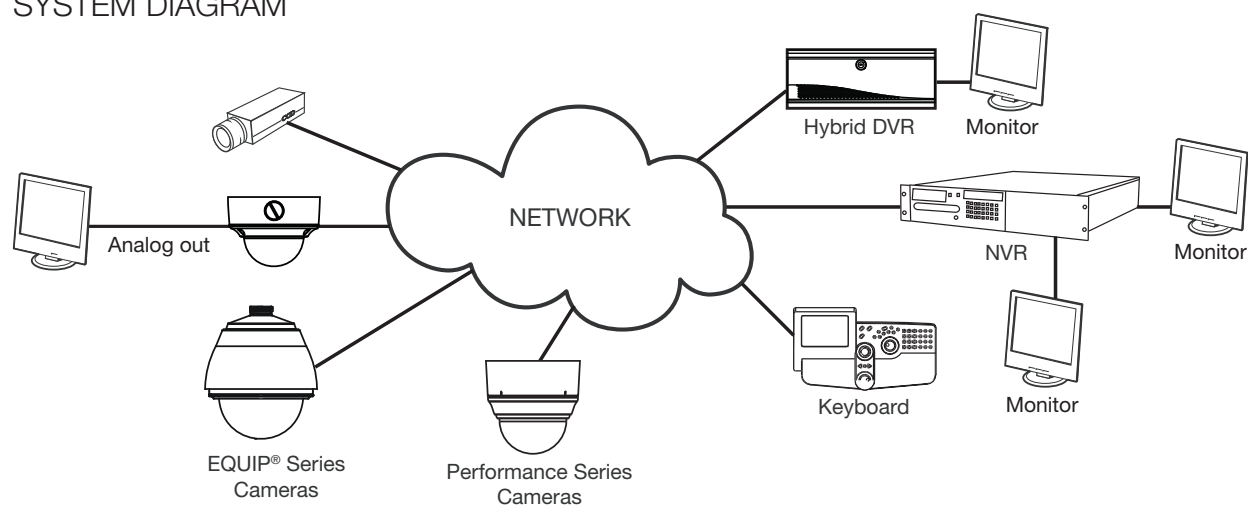 SYSTEM DIAGRAM
Hybrid DVR
Monitor
NETWORK
Analog out
NVR
Monitor
Keyboard
Monitor
EQUIP® Series
Cameras
Performance Series
Cameras